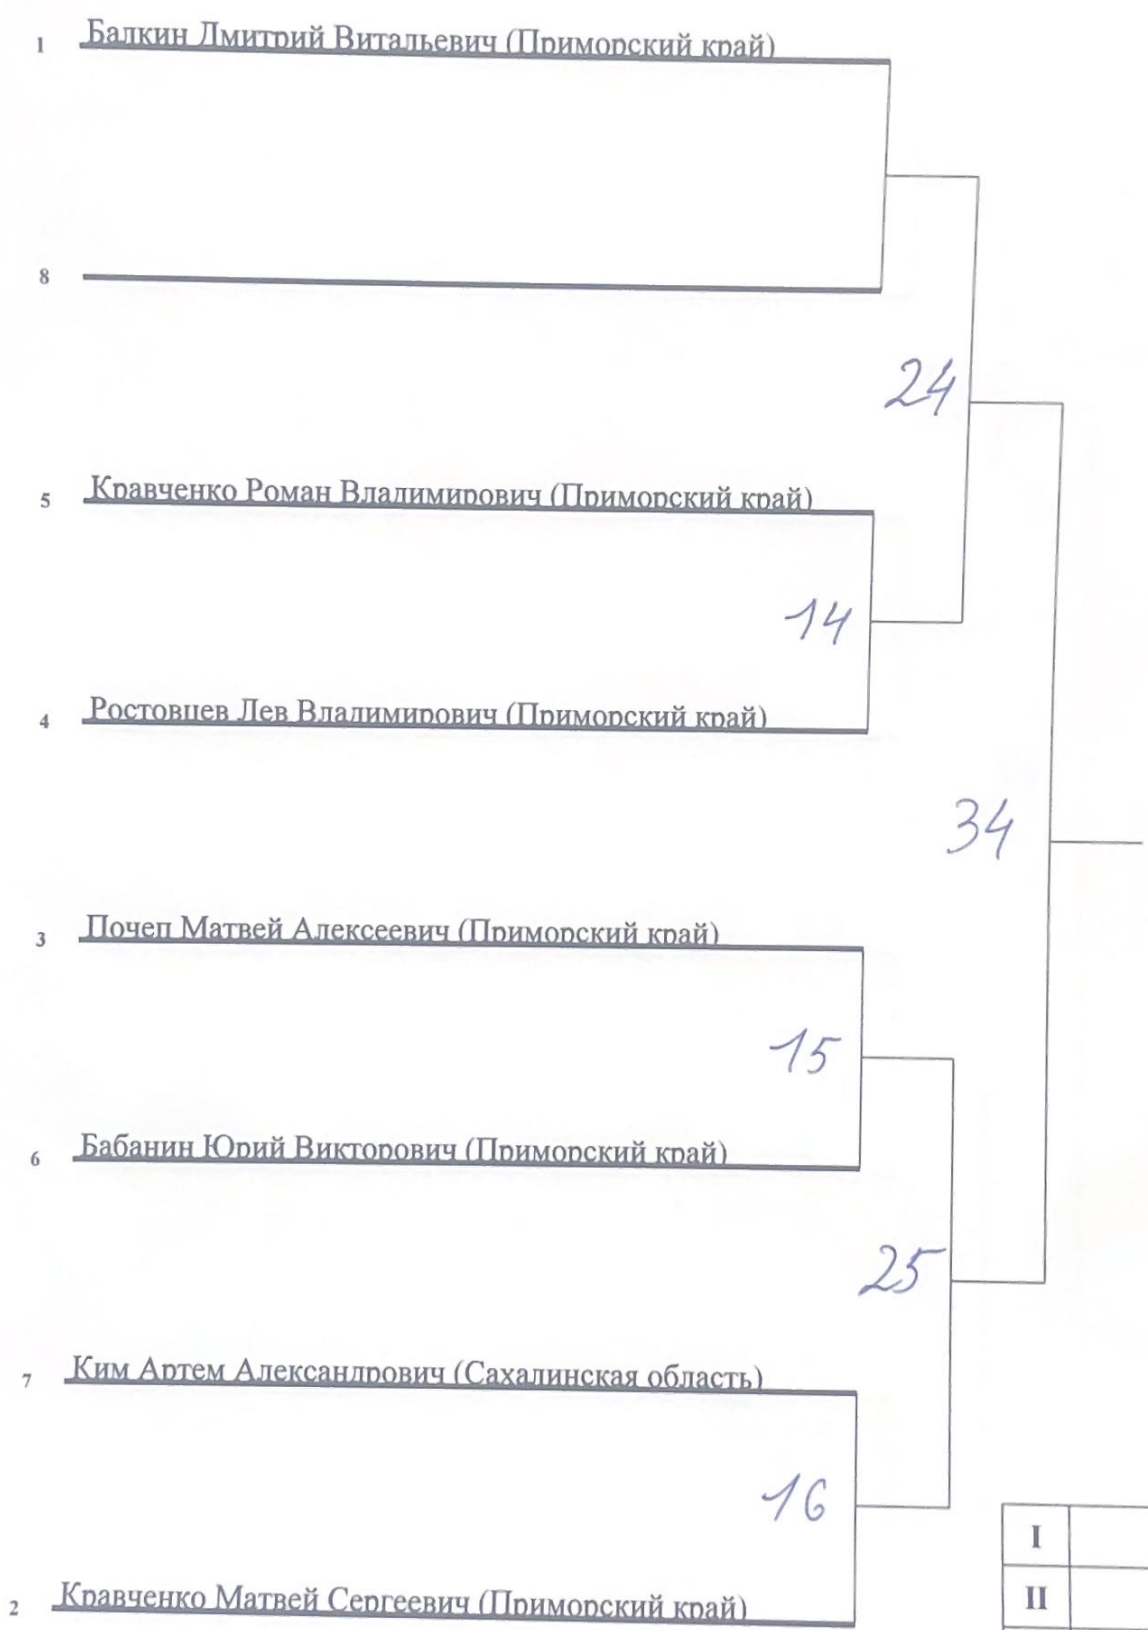 1 Балкин Дмитрий Витальевич (Приморский край)
8
24
5 Кравченко Роман Владимирович (Приморский край)
14
4 Ростовцев Лев Владимирович (Приморский край)
34
3 Почеп Матвей Алексеевич (Приморский край)
15
6 Бабанин Юрий Викторович (Приморский край)
25
7 Ким Артем Александрович (Сахалинская область)
16
I
II
2 Кравченко Матвей Сергеевич (Приморский край)